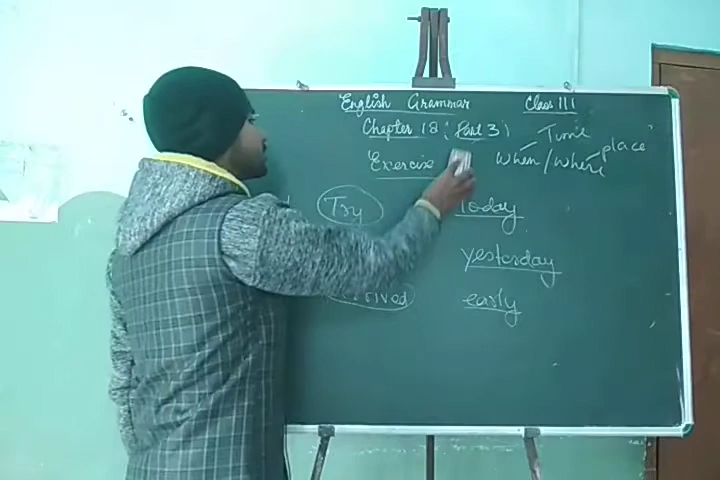 English Grammar Class III
Chapter 18 (Part 3) Time
Exercise When / Where place
Try Today
yesterday
early